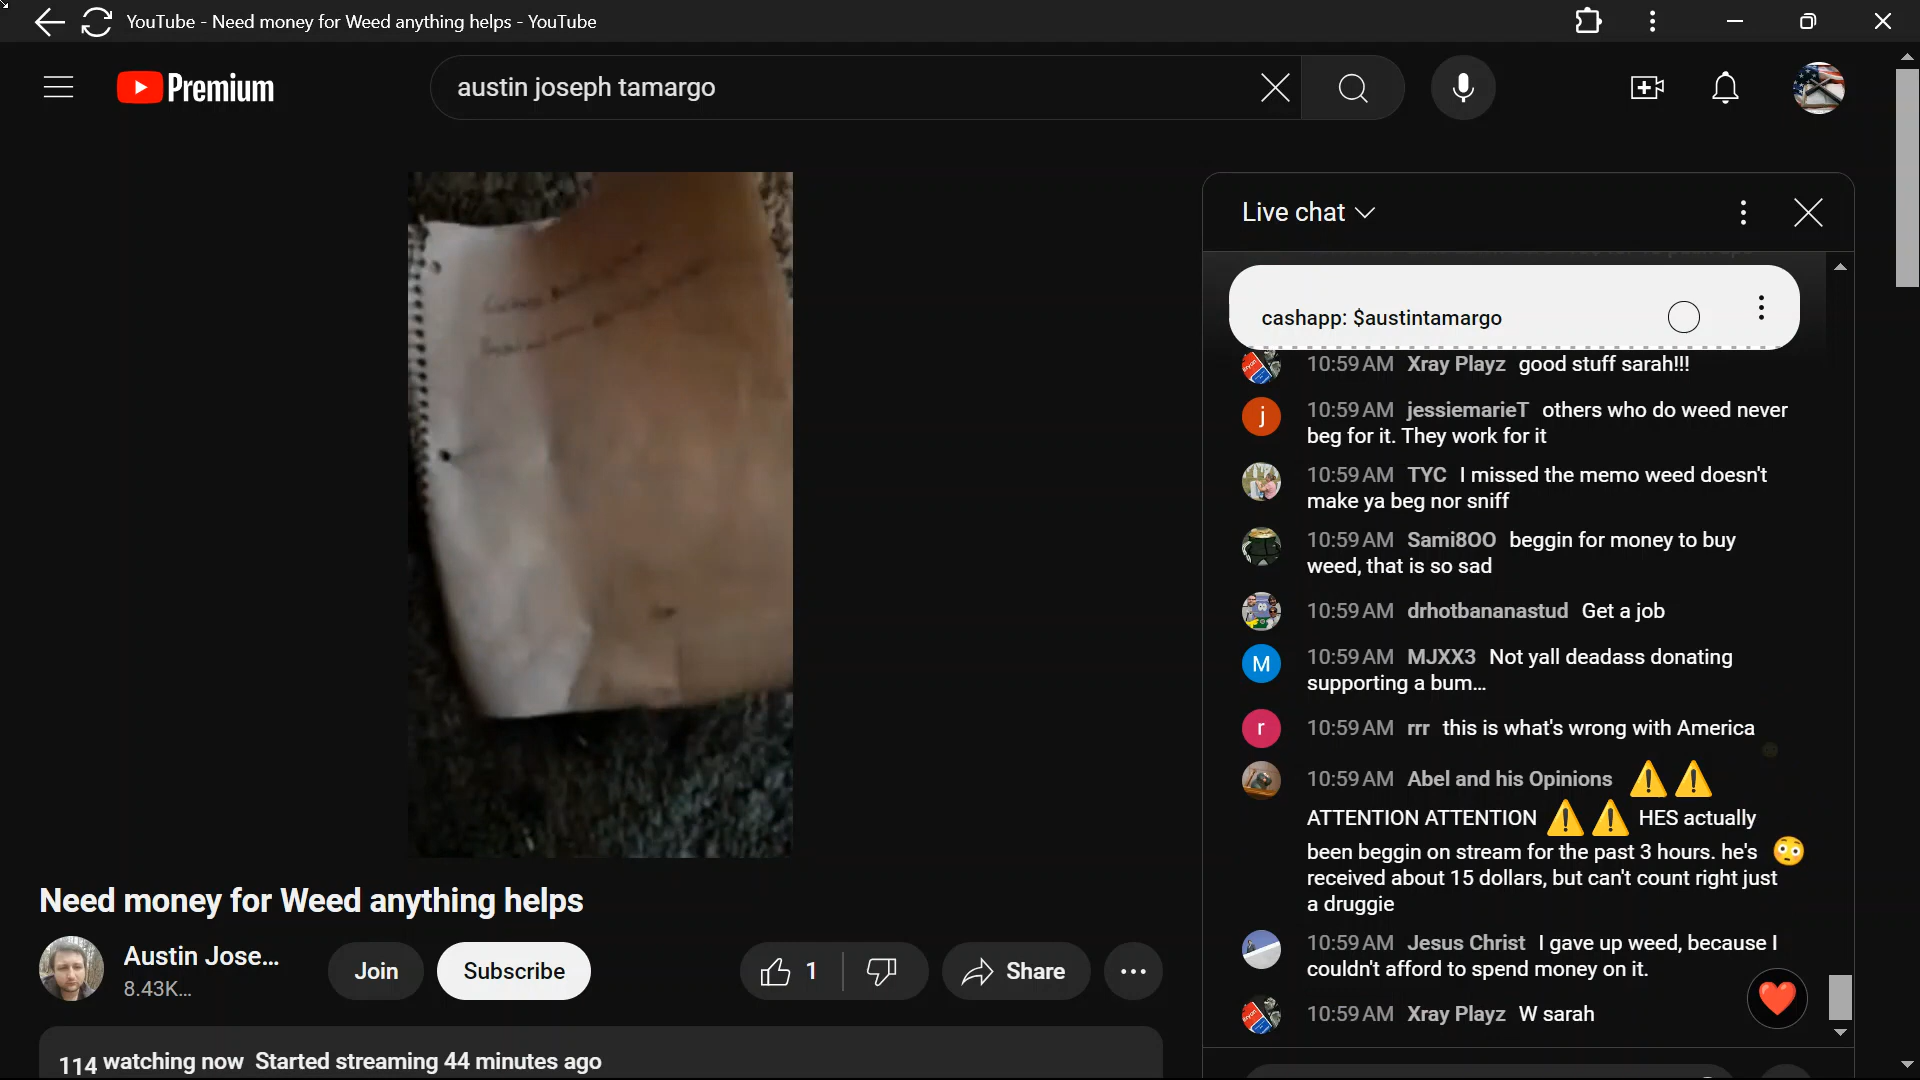 YouTube - Need money for Weed anything helps - YouTube
Premium
austin joseph tamargo
Live chat
cashapp: $austintamargo
10:59 AM Xray Playz good stuff sarah!!!
j 10:59 AM jessiemarieT others who do weed never
beg for it. They work for it
10:59 AM TYC I missed the memo weed doesn't
make ya beg nor sniff
10:59 AM Sami8OO beggin for money to buy
weed, that is so sad
10:59 AM drhotbananastud Get a job
M 10:59 AM MJXX3 Not yall deadass donating
supporting a bum...
r 10:59 AM rrr this is what's wrong with America
10:59 AM Abel and his Opinions ⚠️⚠️
ATTENTION ATTENTION ⚠️⚠️ HES actually
been beggin on stream for the past 3 hours. he's
received about 15 dollars, but can't count right just
a druggie
10:59 AM Jesus Christ I gave up weed, because I
couldn't afford to spend money on it.
10:59 AM Xray Playz W sarah
Need money for Weed anything helps
Austin Jose...
8.43K...
Join
Subscribe
1
Share
114 watching now Started streaming 44 minutes ago